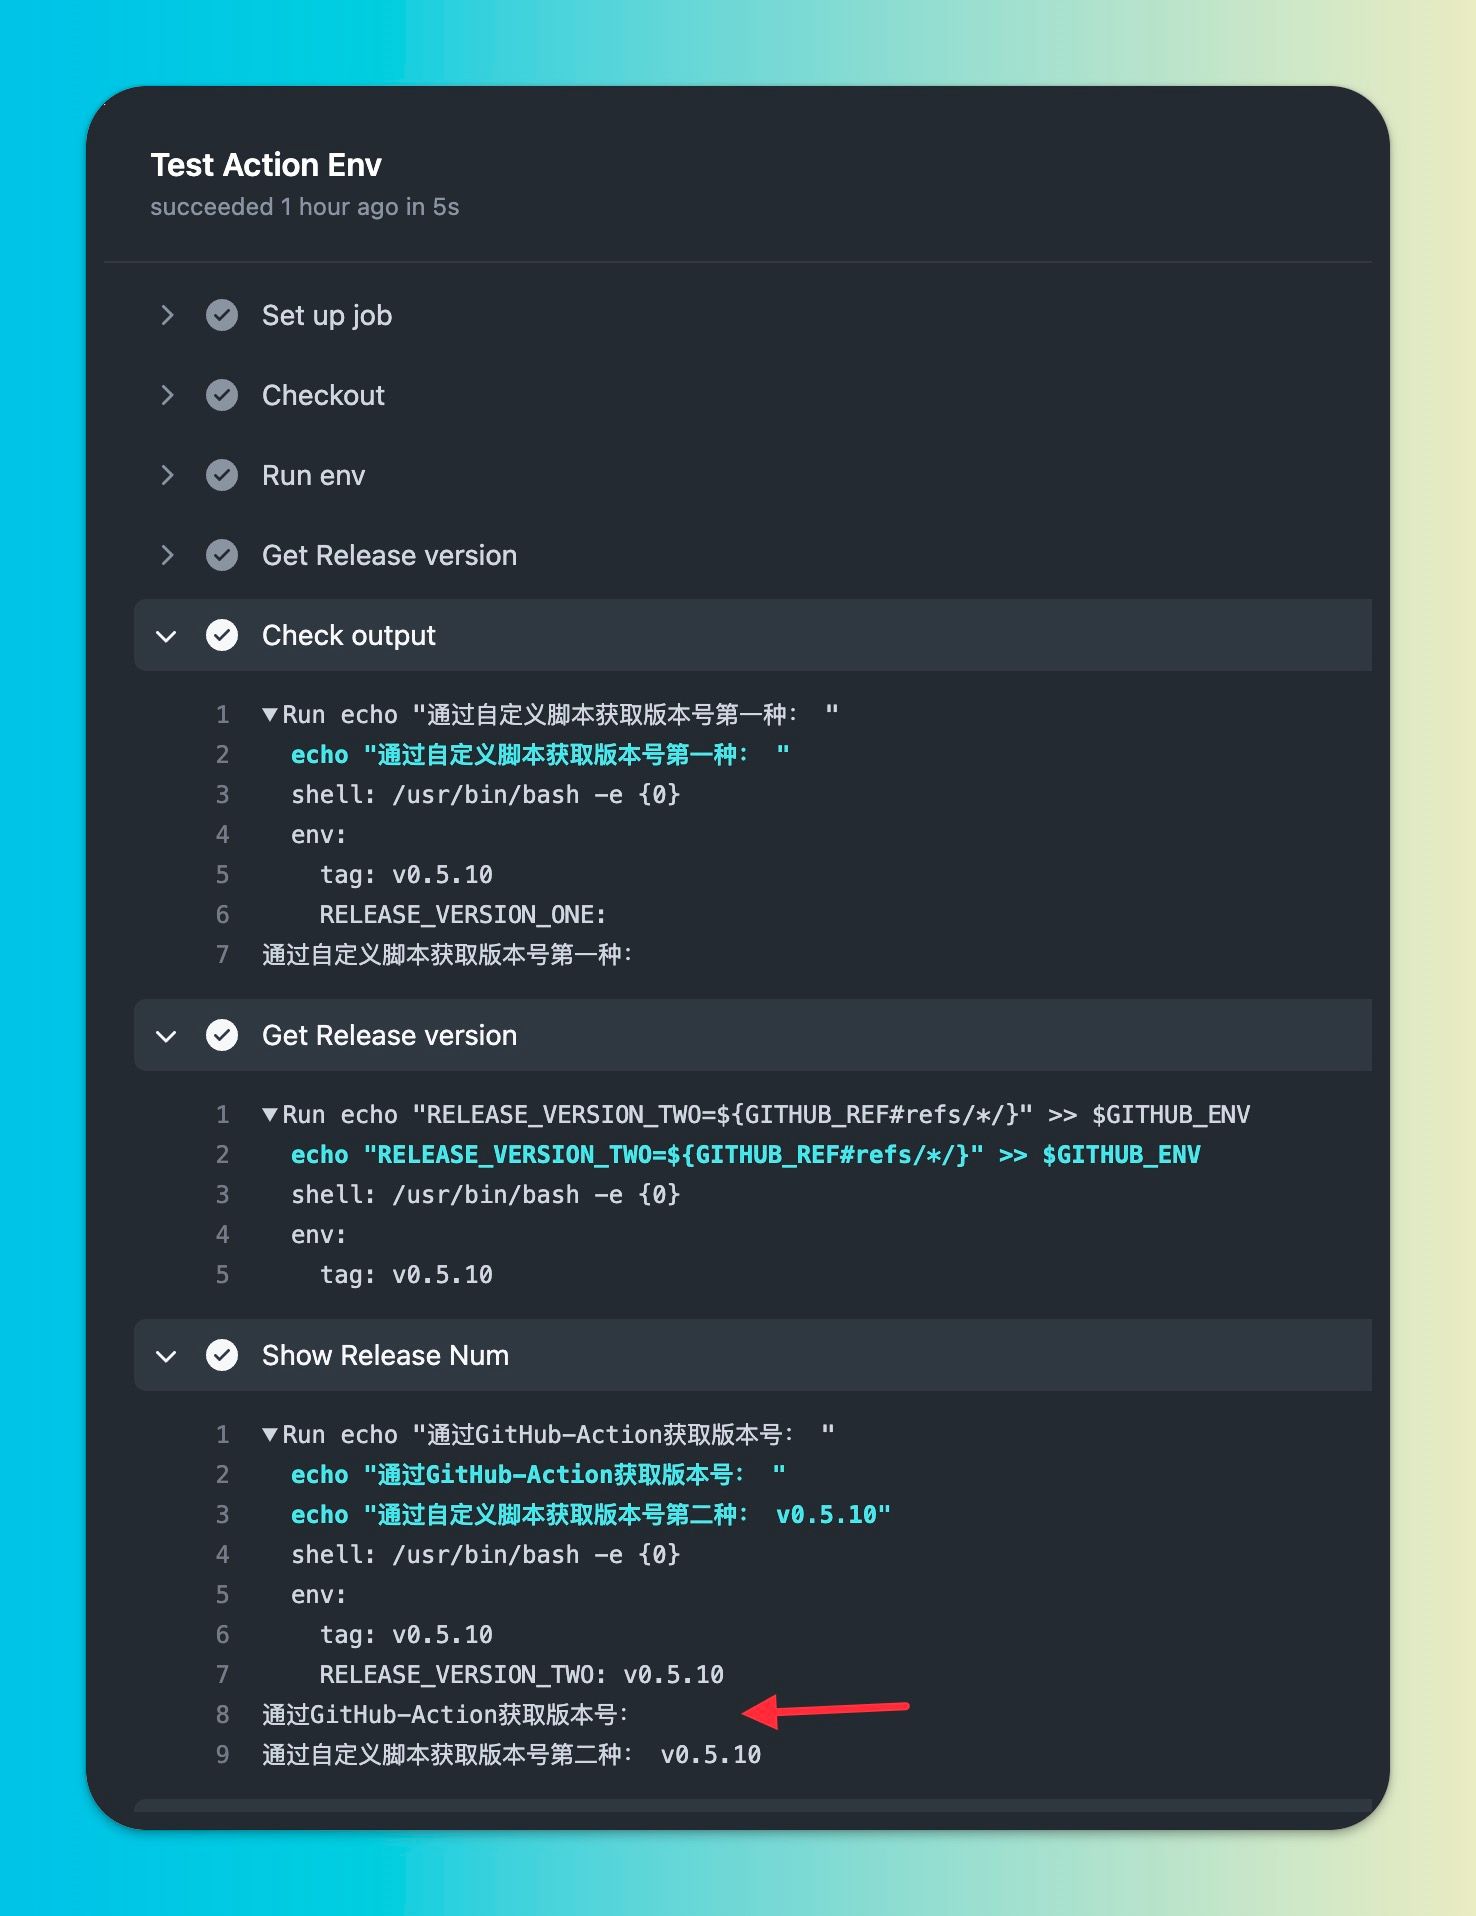 Test Action Env
succeeded 1 hour ago in 5s
Set up job
Checkout
Run env
Get Release version
Check output
1 ▼Run echo "通过自定义脚本获取版本号第一种： "
2 echo "通过自定义脚本获取版本号第一种： "
3 shell: /usr/bin/bash -e {0}
4 env:
5 tag: v0.5.10
6 RELEASE_VERSION_ONE:
7 通过自定义脚本获取版本号第一种：
Get Release version
1 ▼Run echo "RELEASE_VERSION_TWO=${GITHUB_REF#refs/*/}" >> $GITHUB_ENV
2 echo "RELEASE_VERSION_TWO=${GITHUB_REF#refs/*/}" >> $GITHUB_ENV
3 shell: /usr/bin/bash -e {0}
4 env:
5 tag: v0.5.10
Show Release Num
1 ▼Run echo "通过GitHub-Action获取版本号： "
2 echo "通过GitHub-Action获取版本号： "
3 echo "通过自定义脚本获取版本号第二种： v0.5.10"
4 shell: /usr/bin/bash -e {0}
5 env:
6 tag: v0.5.10
7 RELEASE_VERSION_TWO: v0.5.10
8 通过GitHub-Action获取版本号：
9 通过自定义脚本获取版本号第二种： v0.5.10